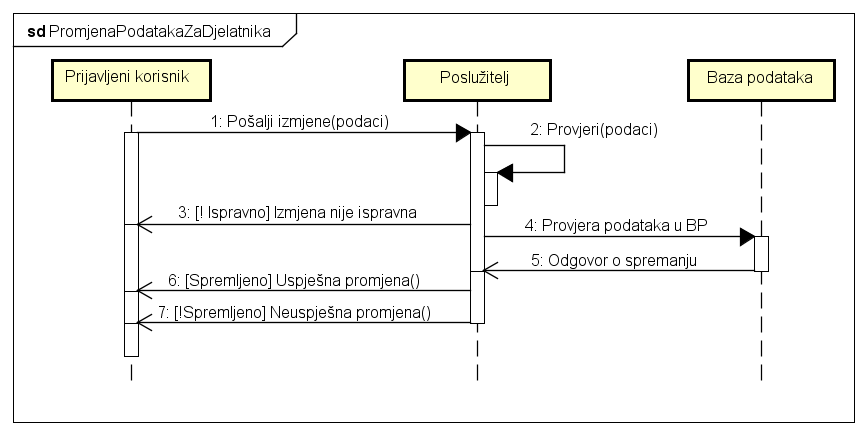 sd PromjenaPodatakaZaDjelatnika
Prijavljeni korisnik
Poslužitelj
Baza podataka
1: Pošalji izmjene(podaci)
2: Provjeri(podaci)
3: [! Ispravno] Izmjena nije ispravna
4: Provjera podataka u BP
5: Odgovor o spremanju
6: [Spremljeno] Uspješna promjena()
7: [!Spremljeno] Neuspješna promjena()